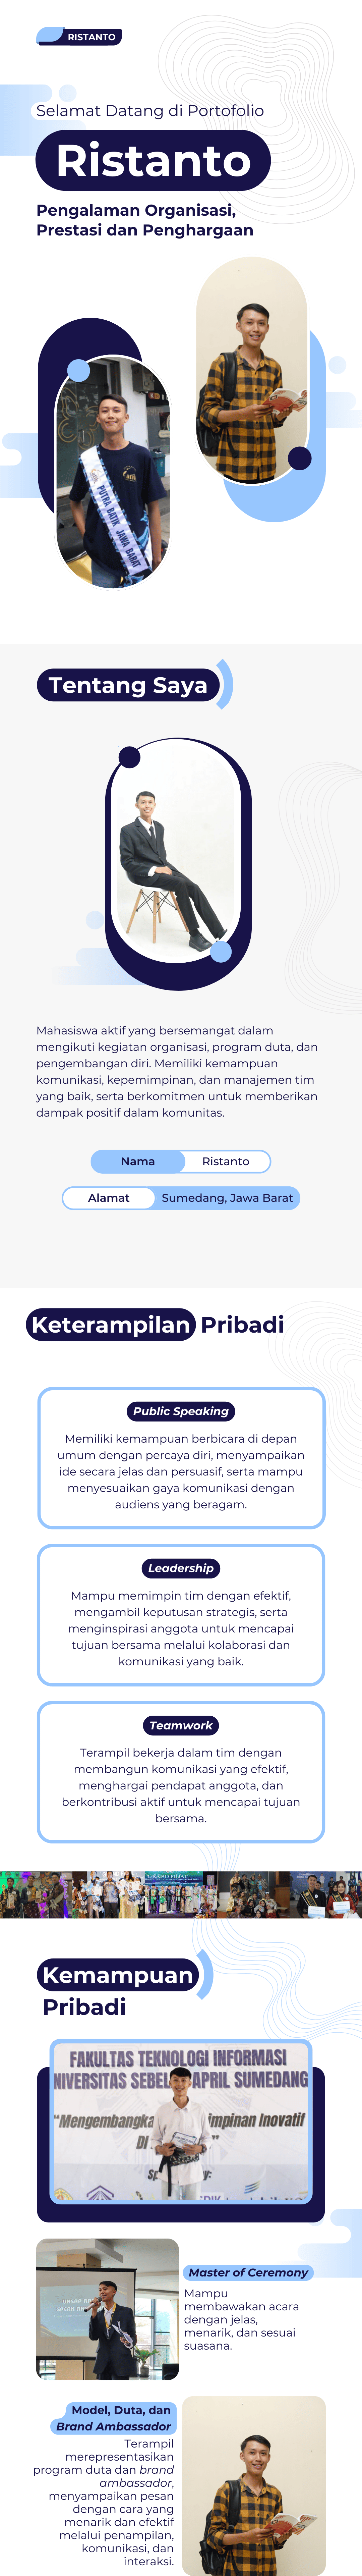 RISTANTO
Selamat Datang di Portofolio
Ristanto
Pengalaman Organisasi,
Prestasi dan Penghargaan
PUTRA BATIK JAWA BARAT
Tentang Saya
Mahasiswa aktif yang bersemangat dalam
mengikuti kegiatan organisasi, program duta, dan
pengembangan diri. Memiliki kemampuan
komunikasi, kepemimpinan, dan manajemen tim
yang baik, serta berkomitmen untuk memberikan
dampak positif dalam komunitas.
Nama Ristanto
Alamat Sumedang, Jawa Barat
Keterampilan Pribadi
Public Speaking
Memiliki kemampuan berbicara di depan
umum dengan percaya diri, menyampaikan
ide secara jelas dan persuasif, serta mampu
menyesuaikan gaya komunikasi dengan
audiens yang beragam.
Leadership
Mampu memimpin tim dengan efektif,
mengambil keputusan strategis, serta
menginspirasi anggota untuk mencapai
tujuan bersama melalui kolaborasi dan
komunikasi yang baik.
Teamwork
Terampil bekerja dalam tim dengan
membangun komunikasi yang efektif,
menghargai pendapat anggota, dan
berkontribusi aktif untuk mencapai tujuan
bersama.
Kemampuan
Pribadi
FAKULTAS TEKNOLOGI INFORMASI
NIVERSITAS SEBEL APRIL SUMEDANG
"Mengembangka impinan Inovatif
Di
Master of Ceremony
Mampu
membawakan acara
dengan jelas,
menarik, dan sesuai
suasana.
Model, Duta, dan
Brand Ambassador
Terampil
merepresentasikan
program duta dan brand
ambassador,
menyampaikan pesan
dengan cara yang
menarik dan efektif
melalui penampilan,
komunikasi, dan
interaksi.